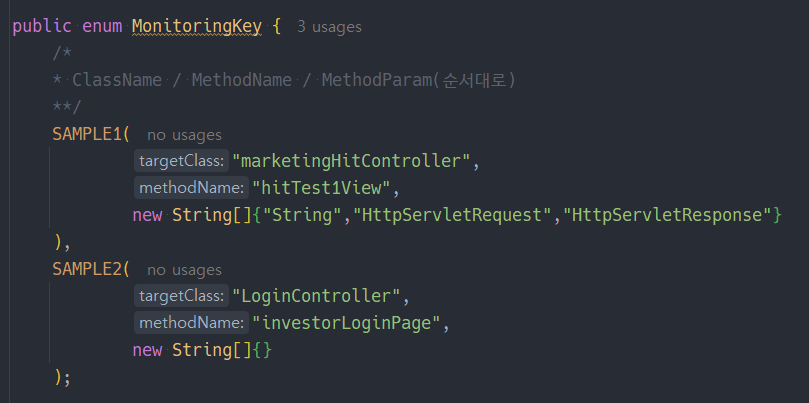 public enum MonitoringKey { 3 usages
/*
* ClassName / MethodName / MethodParam(순서대로)
**/
SAMPLE1( no usages
targetClass: "marketingHitController",
methodName: "hitTest1View",
new String[]{"String","HttpServletRequest","HttpServletResponse"}
),
SAMPLE2( no usages
targetClass: "LoginController",
methodName: "investorLoginPage",
new String[]{}
);